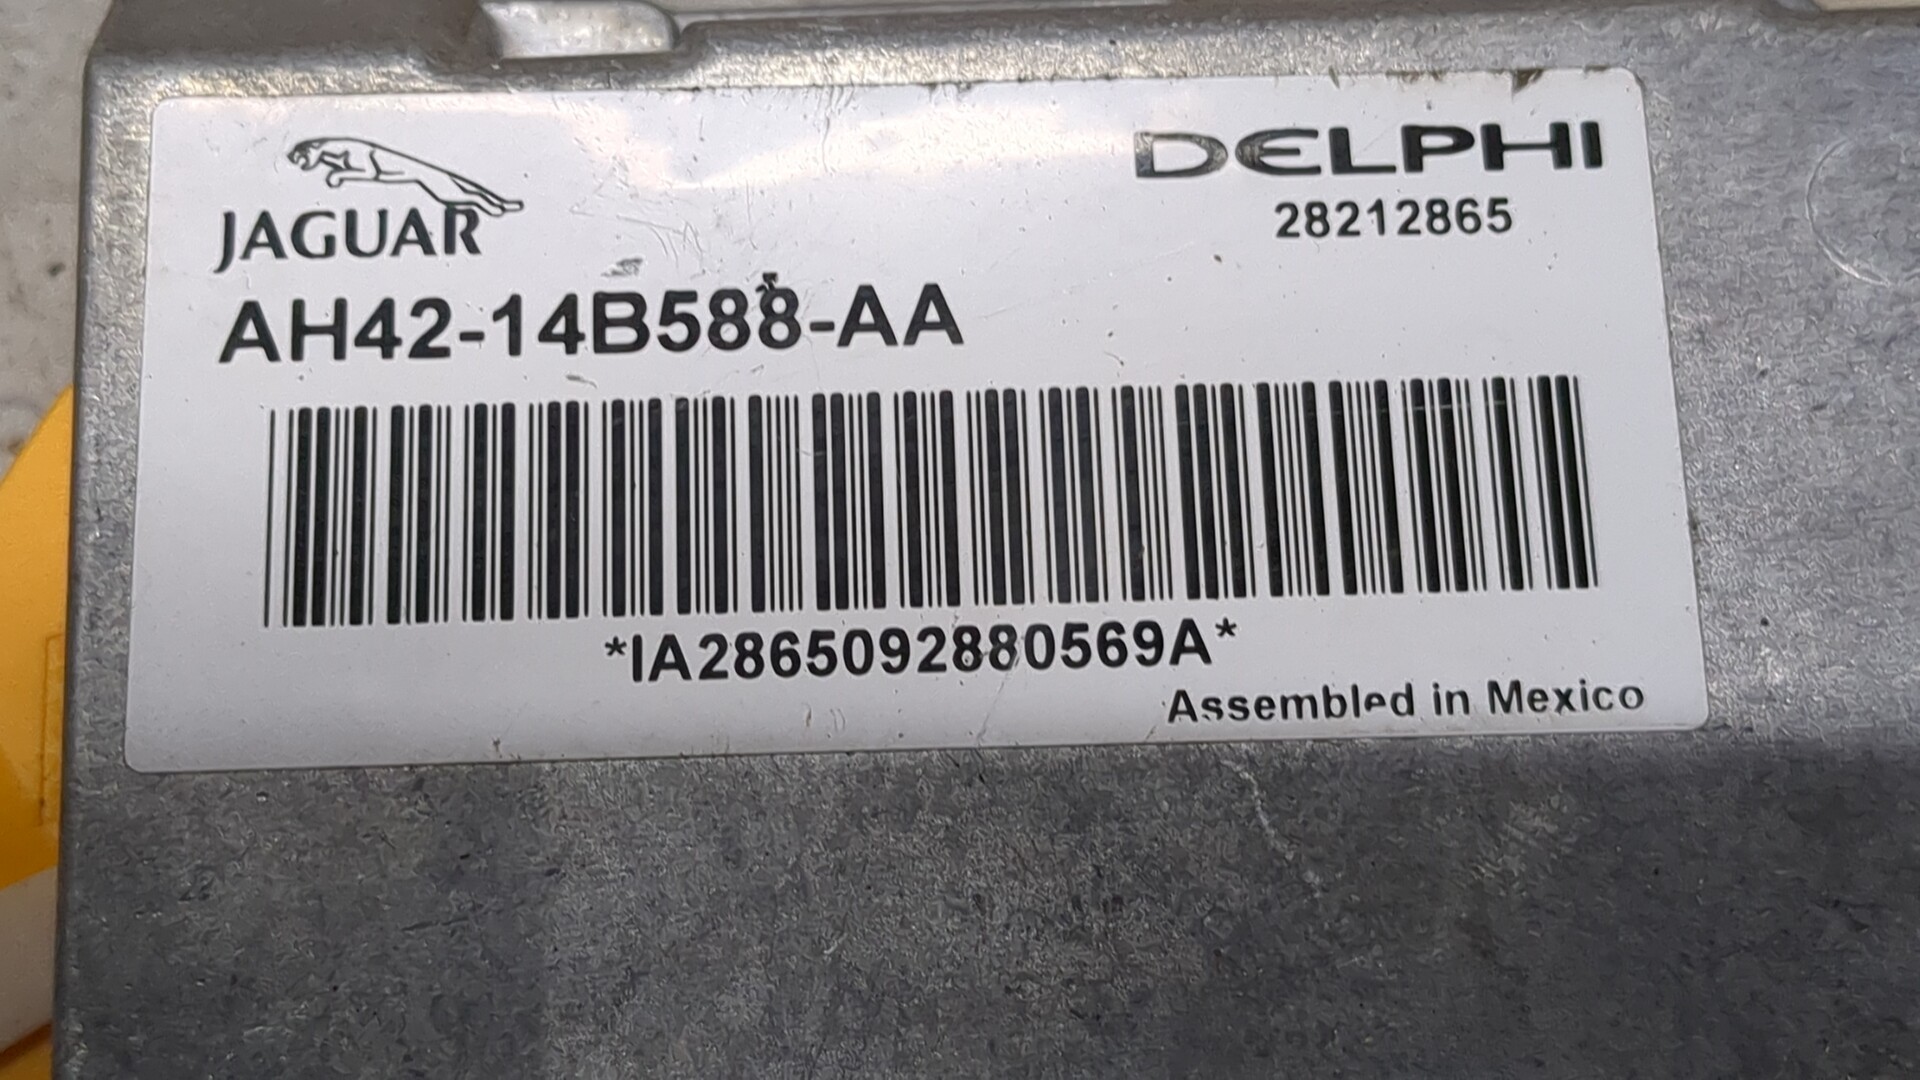 JAGUAR
DELPHI
28212865
AH42-14B588-AA
*IA2865092880569A*
Assembled in Mexico